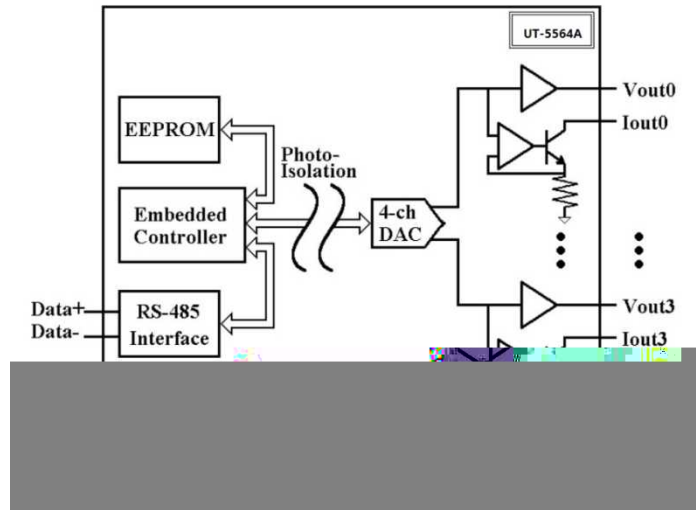 UT-5564A
Vout0
Iout0
EEPROM
Photo-
Isolation
Embedded
Controller
4-ch
DAC
Data+
Data-
RS-485
Interface
Vout3
Iout3